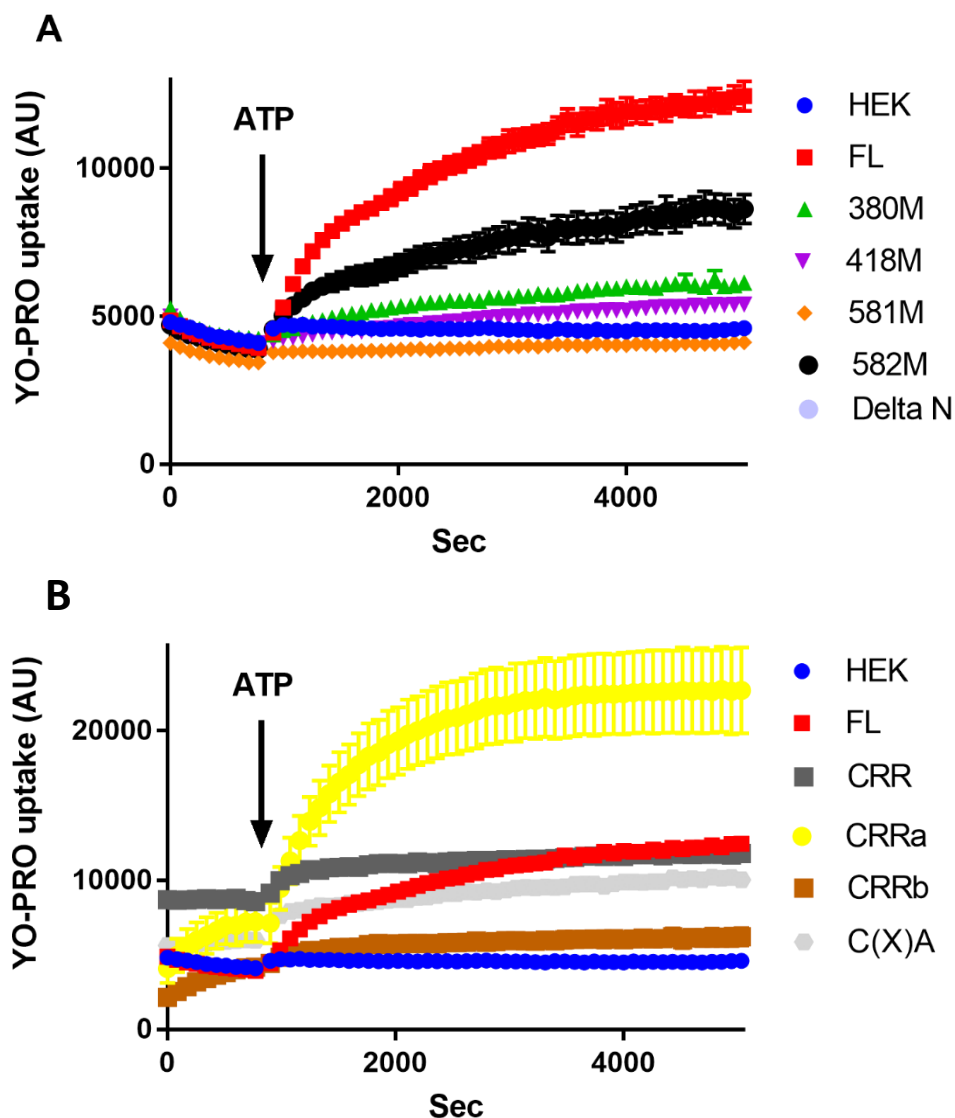 A
YO-PRO uptake (AU)
ATP
10000
5000
0
0 2000 4000
Sec
HEK
FL
380M
418M
581M
582M
Delta N
B
YO-PRO uptake (AU)
ATP
20000
10000
0
0 2000 4000
Sec
HEK
FL
CRR
CRRa
CRRb
C(X)A